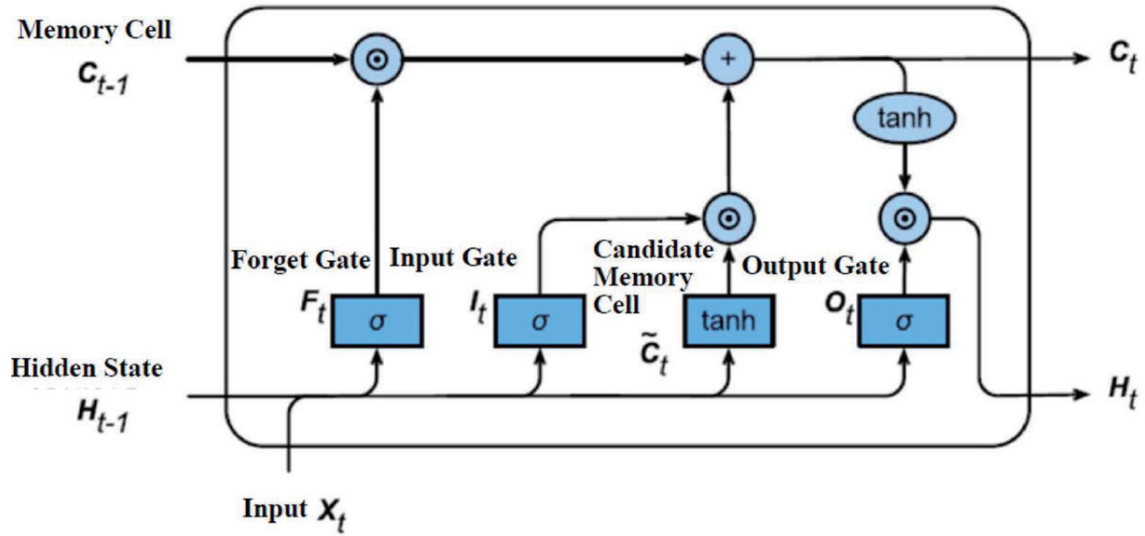 Memory Cell
C_{t-1}
⊙
+
C_t
tanh
⊙
⊙
Forget Gate
Input Gate
Candidate
Memory
Cell
Output Gate
F_t
σ
I_t
σ
C̃_t
tanh
O_t
σ
Hidden State
H_{t-1}
H_t
Input X_t